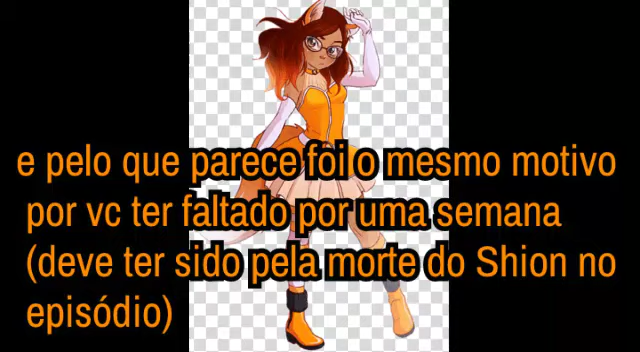 e pelo que parece foi o mesmo motivo
por vc ter faltado por uma semana
(deve ter sido pela morte do Shion no
episódio)